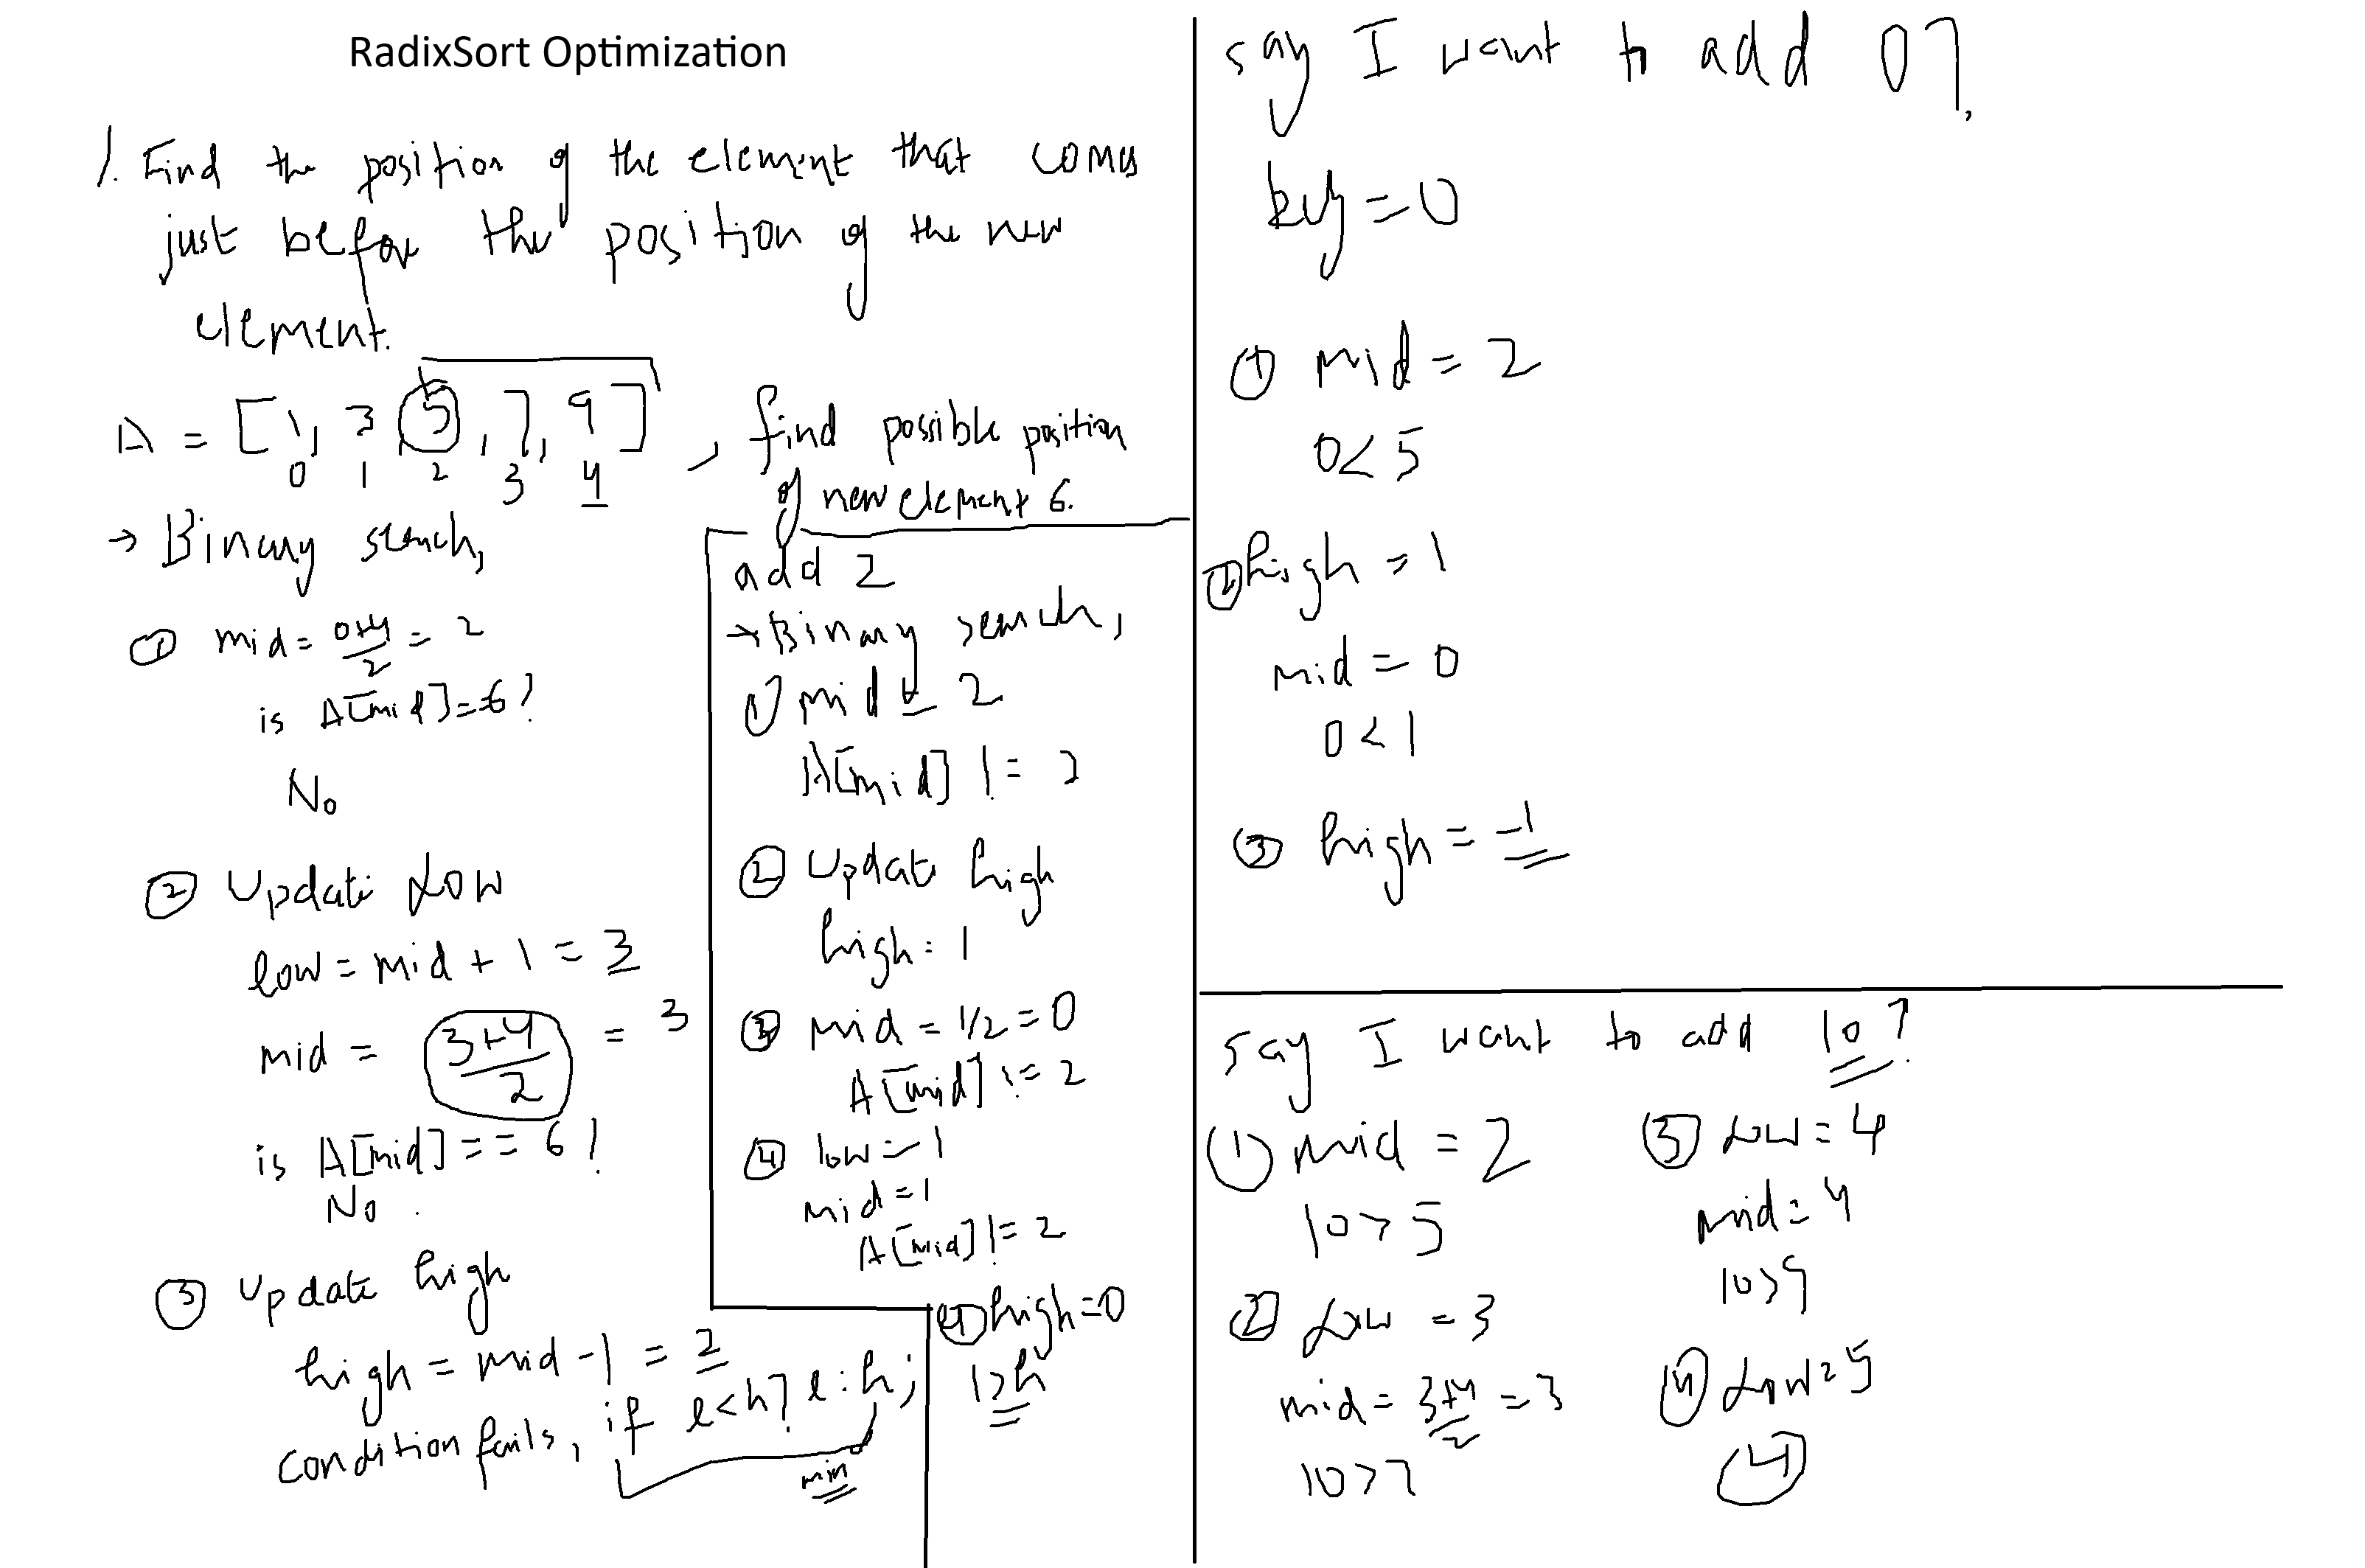 RadixSort Optimization
1. Find the position of the element that comes
just before the position of the new
element.
A = [1, 3, 5, 7, 9] , find possible position
0 1 2 3 4
of new element 6.
→ Binary search,
① mid = 0+4/2 = 2
is A[mid]==6?
No
② Update Low
low = mid + 1 = 3
mid = 3+4/2 = 3
is A[mid] == 6?
No.
③ Update high
high = mid - 1 = 2
condition fails, if l<h? l:h;
min
add 2
→ Binary search,
① mid = 2
A[mid] != 2
② Update high
high = 1
③ mid = 1/2 = 0
A[mid] != 2
④ low = 1
mid = 1
A[mid] != 2
④ high = 0
l>h
say I want to add 0?
key = 0
① mid = 2
0<5
② high = 1
mid = 0
0<1
③ high = -1
say I want to add 10?
① mid = 2
10>5
② Low = 3
mid = 3+4/2 = 3
10>7
③ Low = 4
mid = 4
10>9
④ Low = 5
4